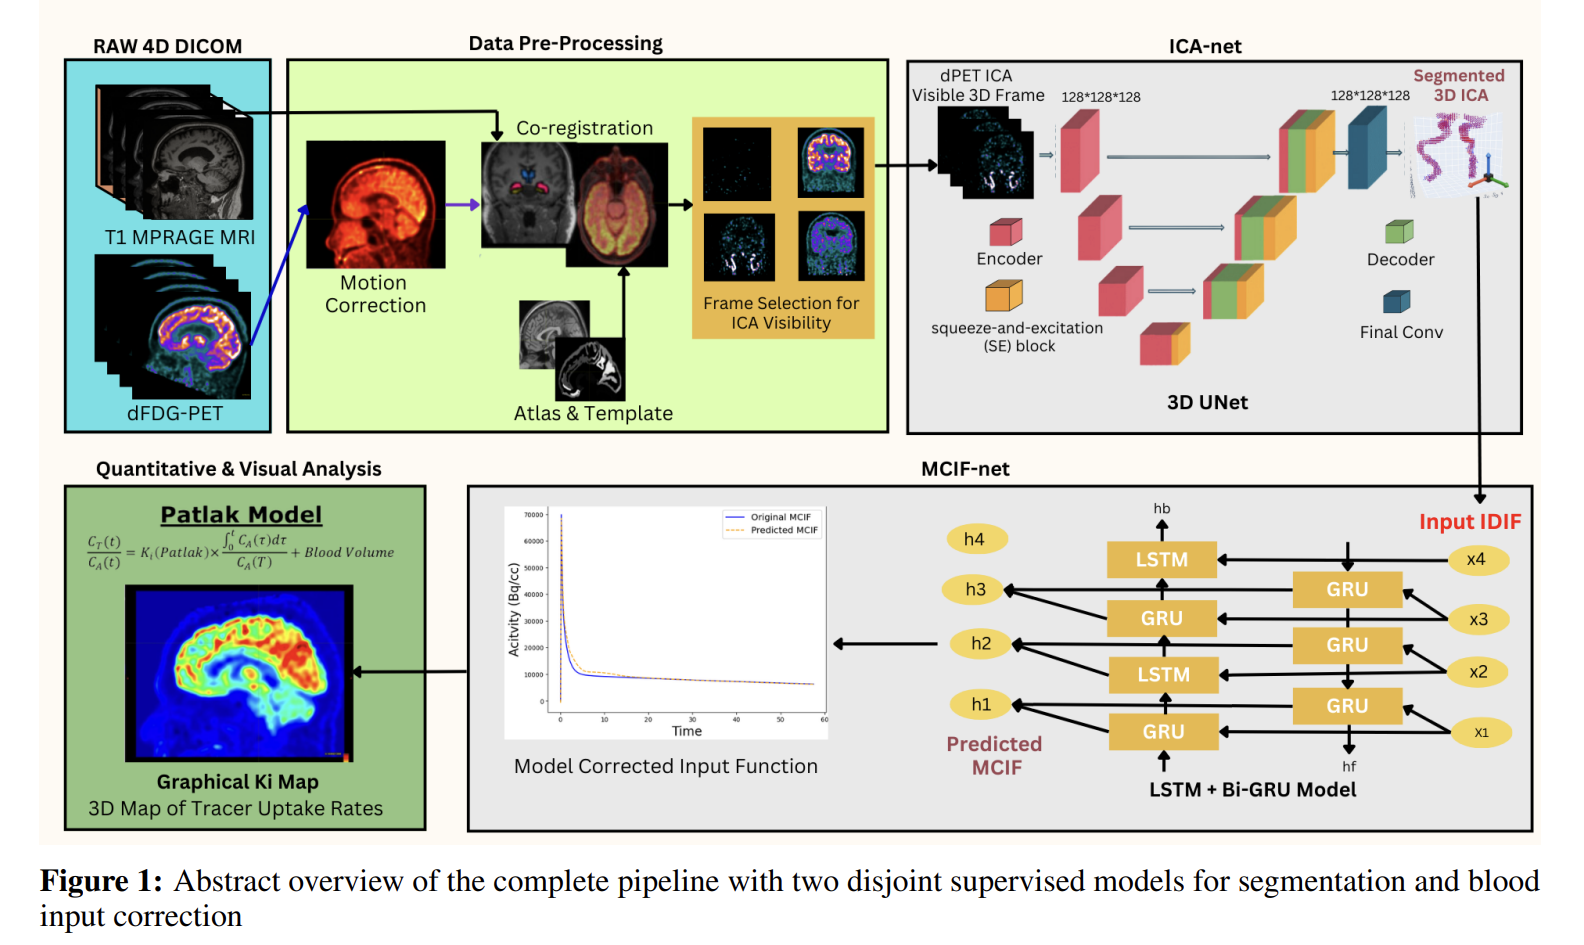 RAW 4D DICOM
T1 MPRAGE MRI
dFDG-PET
Data Pre-Processing
Motion
Correction
Co-registration
Atlas & Template
Frame Selection for
ICA Visibility
ICA-net
dPET ICA
Visible 3D Frame
128*128*128
128*128*128
Segmented
3D ICA
Encoder
squeeze-and-excitation
(SE) block
Decoder
Final Conv
3D UNet
Quantitative & Visual Analysis
Patlak Model
C_T(t)/C_A(t) = K_i(Patlak)× ∫_0^t C_A(τ)dτ/C_A(T) + Blood Volume
Graphical Ki Map
3D Map of Tracer Uptake Rates
MCIF-net
Original MCIF
Predicted MCIF
Acitvity (Bq/cc)
70000
60000
50000
40000
30000
20000
10000
0
0 10 20 30 40 50 60
Time
Model Corrected Input Function
h4
h3
h2
h1
Predicted
MCIF
hb
LSTM
GRU
LSTM
GRU
GRU
GRU
GRU
hf
Input IDIF
x4
x3
x2
x1
LSTM + Bi-GRU Model
Figure 1: Abstract overview of the complete pipeline with two disjoint supervised models for segmentation and blood
input correction